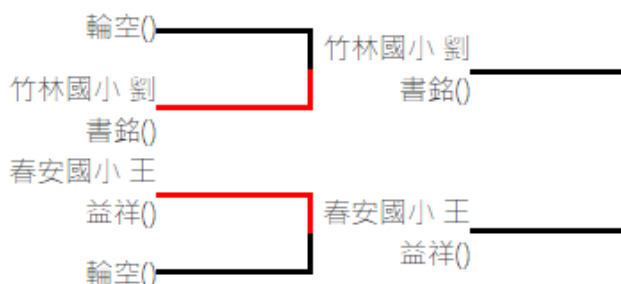 輪空()
竹林國小 劉
書銘()
春安國小 王
益祥()
輪空()
竹林國小 劉
書銘()
春安國小 王
益祥()